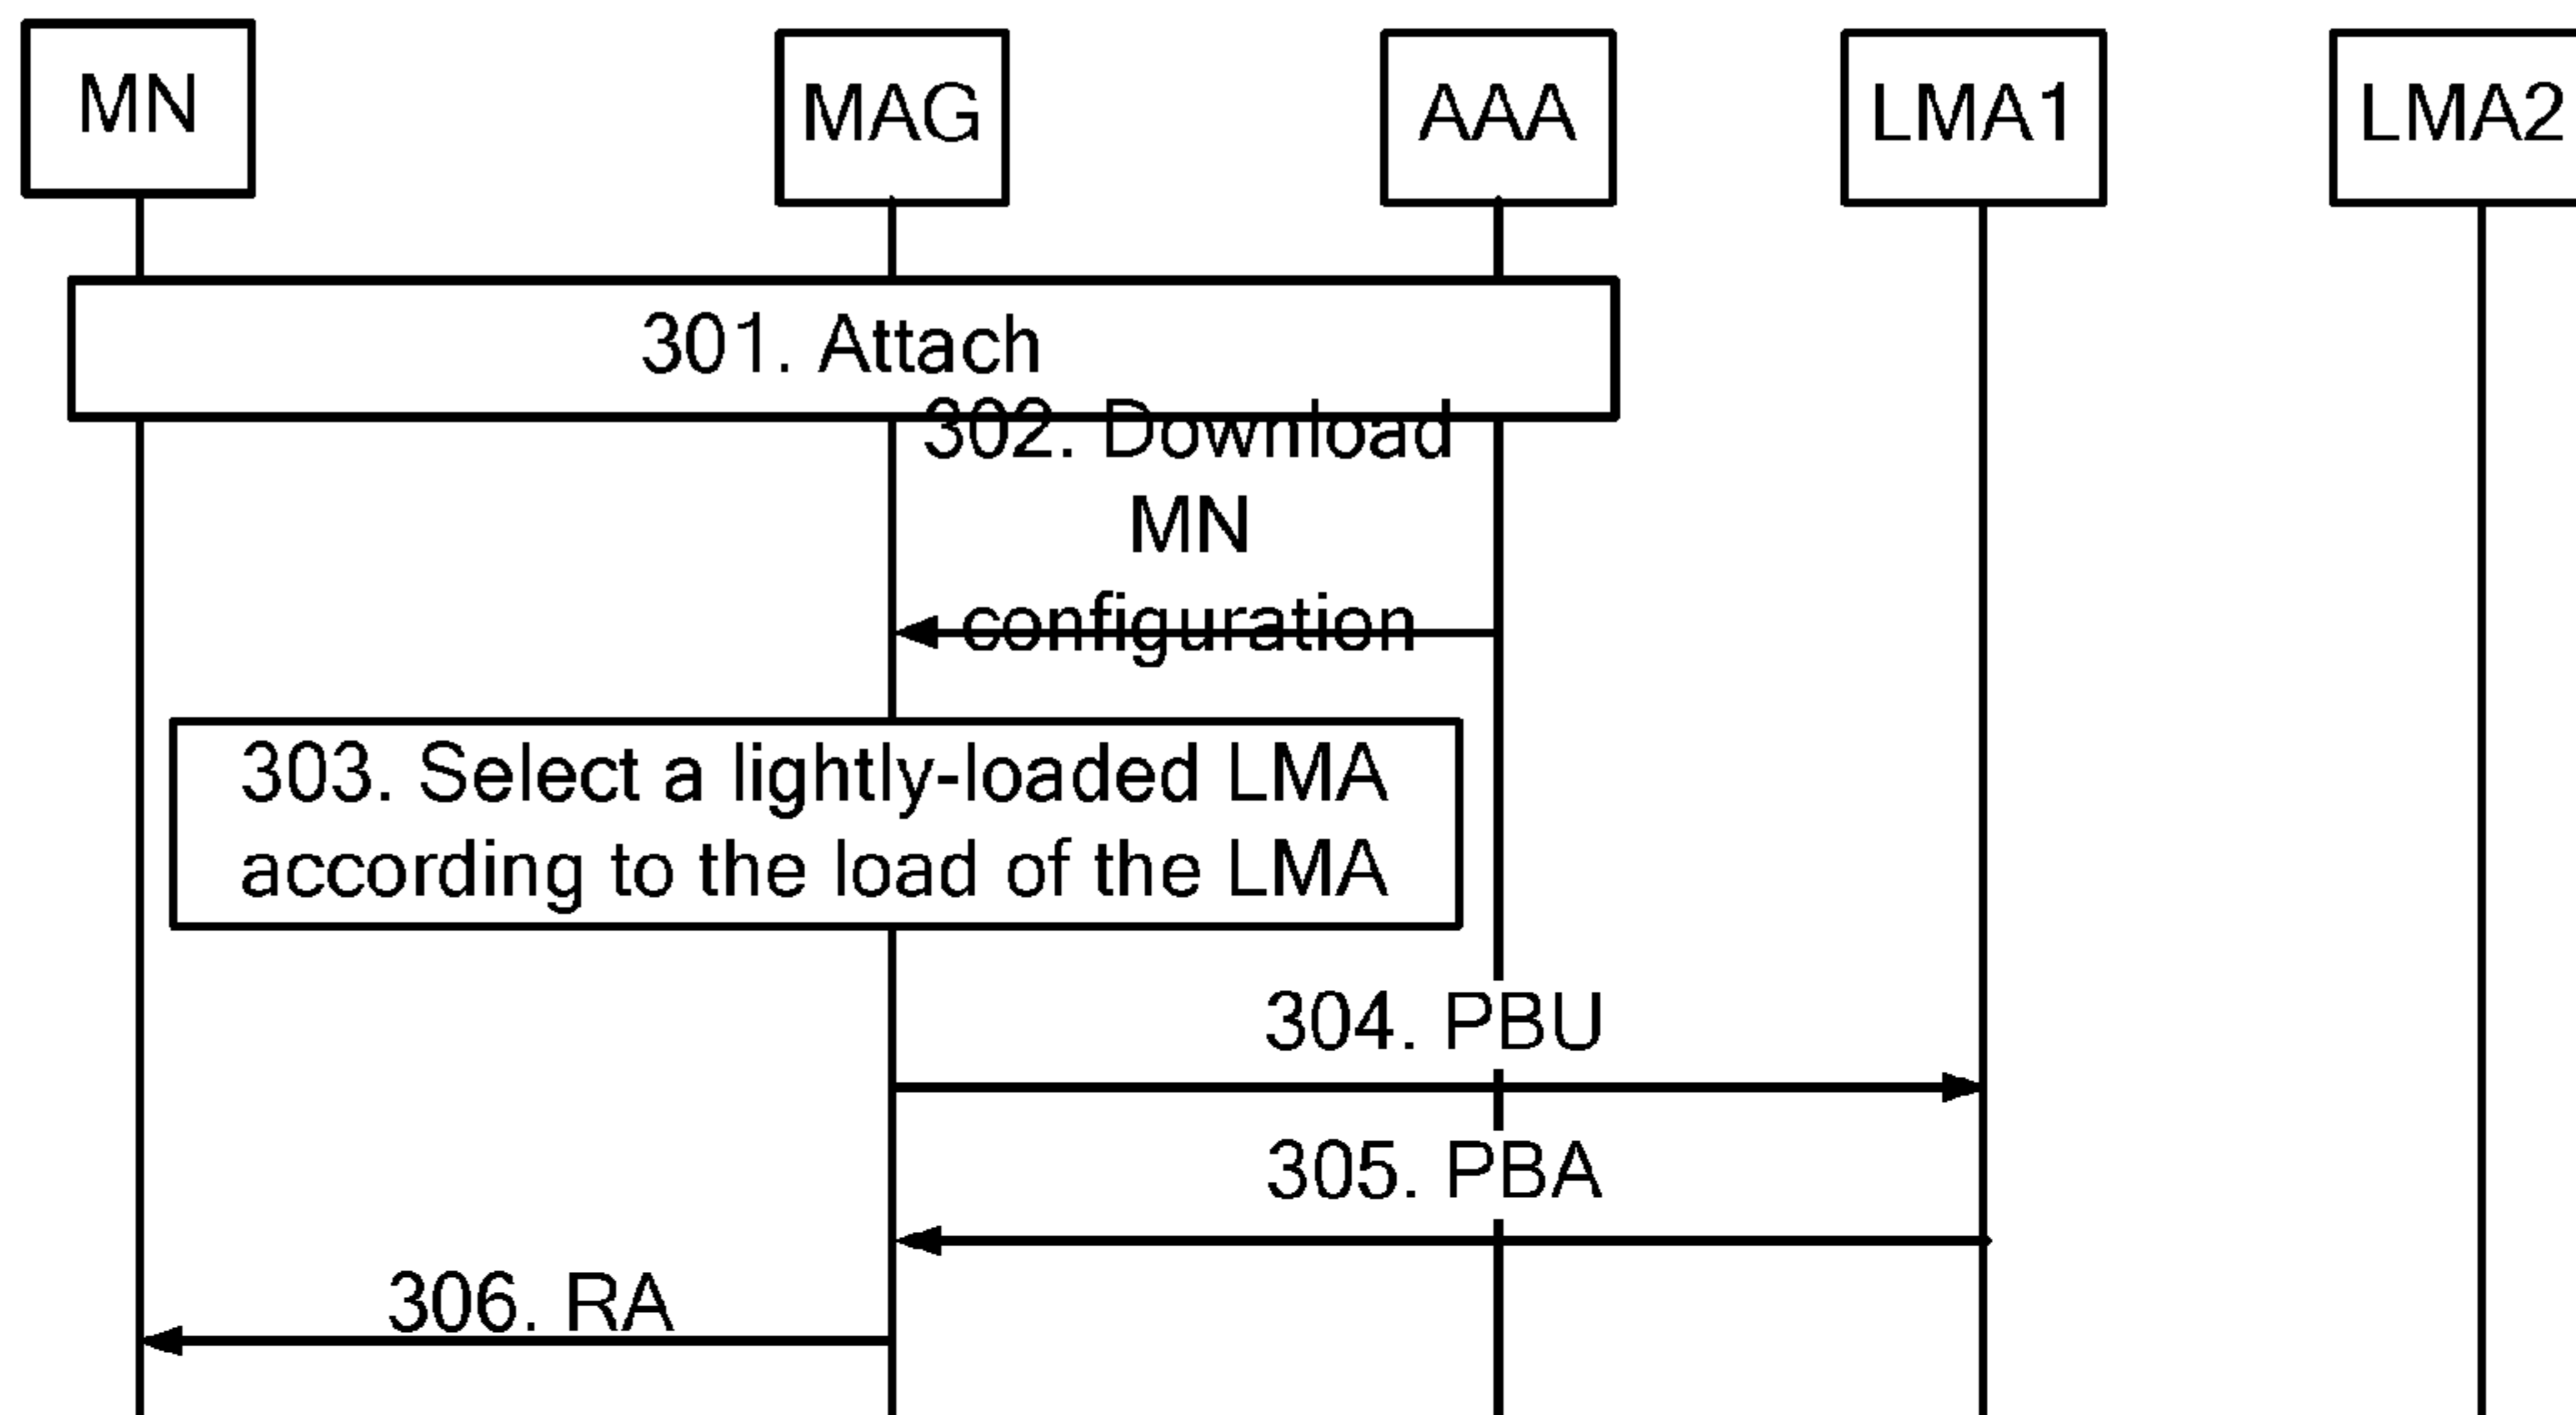 MN
MAG
AAA
LMA1
LMA2
301. Attach
302. Download
MN
configuration
303. Select a lightly-loaded LMA
according to the load of the LMA
304. PBU
305. PBA
306. RA